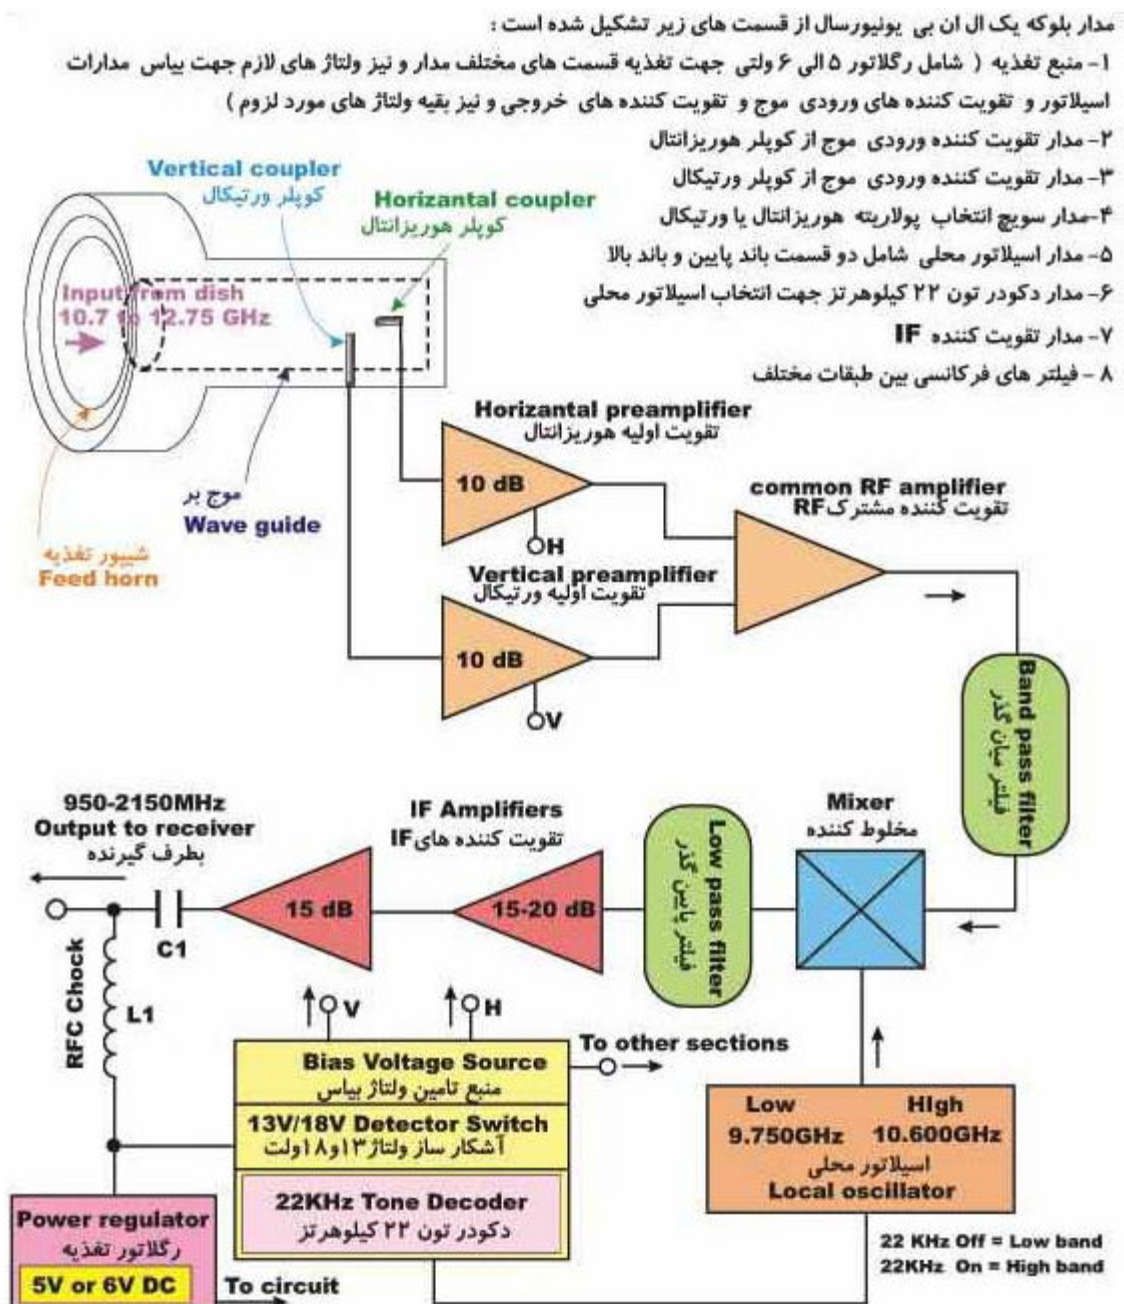 مدار بلوکه یک ال ان بی یونیورسال از قسمت های زیر تشکیل شده است :
۱- منبع تغذیه ( شامل رگلاتور ۵ الی ۶ ولتی جهت تغذیه قسمت های مختلف مدار و نیز ولتاژ های لازم جهت بیاس مدارات
اسیلاتور و تقویت کننده های ورودی موج و تقویت کننده های خروجی و نیز بقیه ولتاژ های مورد لزوم )
۲- مدار تقویت کننده ورودی موج از کوپلر هوریزانتال
۳- مدار تقویت کننده ورودی موج از کوپلر ورتیکال
۴-مدار سویچ انتخاب پولاریته هوریزانتال یا ورتیکال
۵- مدار اسیلاتور محلی شامل دو قسمت باند پایین و باند بالا
۶- مدار دکودر تون ۲۲ کیلوهرتز جهت انتخاب اسیلاتور محلی
۷- مدار تقویت کننده IF
۸ - فیلتر های فرکانسی بین طبقات مختلف
Vertical coupler
کوپلر ورتیکال
Horizantal coupler
کوپلر هوریزانتال
Input from dish
10.7 to 12.75 GHz
موج بر
Wave guide
شیپور تغذیه
Feed horn
Horizantal preamplifier
تقویت اولیه هوریزانتال
10 dB
H
Vertical preamplifier
تقویت اولیه ورتیکال
10 dB
V
common RF amplifier
تقویت کننده مشترک RF
Band pass filter
فیلتر میان گذر
Mixer
مخلوط کننده
Low pass filter
فیلتر پایین گذر
IF Amplifiers
تقویت کننده های IF
15-20 dB
15 dB
950-2150MHz
Output to receiver
بطرف گیرنده
C1
RFC Chock
L1
V
H
Bias Voltage Source
منبع تامین ولتاژ بیاس
To other sections
13V/18V Detector Switch
آشکار ساز ولتاژ ۱۳و۱۸ولت
22KHz Tone Decoder
دکودر تون ۲۲ کیلوهرتز
Low HIgh
9.750GHz 10.600GHz
اسیلاتور محلی
Local oscillator
Power regulator
رگلاتور تغذیه
5V or 6V DC
To circuit
22 KHz Off = Low band
22KHz On = High band